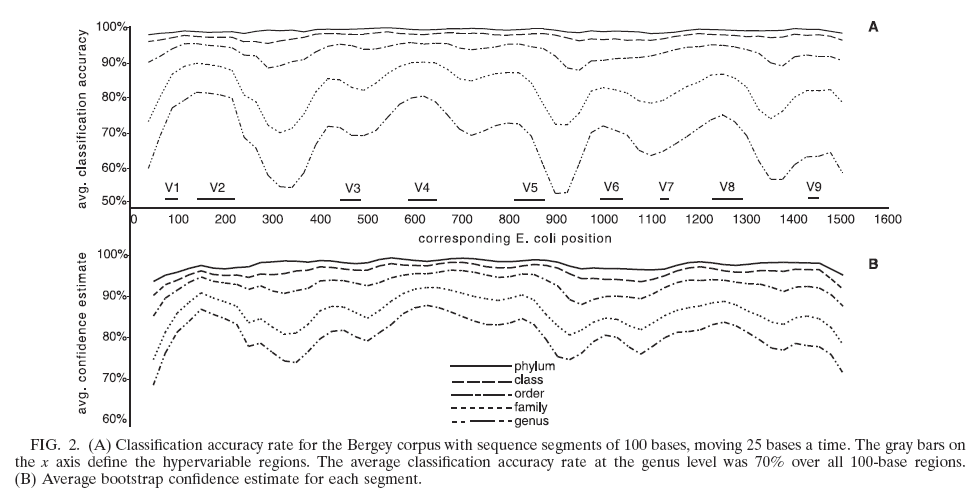 100%
A
90%
80%
70%
60%
50%
avg. classification accuracy
V1 V2 V3 V4 V5 V6 V7 V8 V9
0 100 200 300 400 500 600 700 800 900 1000 1100 1200 1300 1400 1500 1600
corresponding E. coli position
100%
B
90%
80%
70%
60%
avg. confidence estimate
phylum
class
order
family
genus
FIG. 2. (A) Classification accuracy rate for the Bergey corpus with sequence segments of 100 bases, moving 25 bases a time. The gray bars on
the x axis define the hypervariable regions. The average classification accuracy rate at the genus level was 70% over all 100-base regions.
(B) Average bootstrap confidence estimate for each segment.